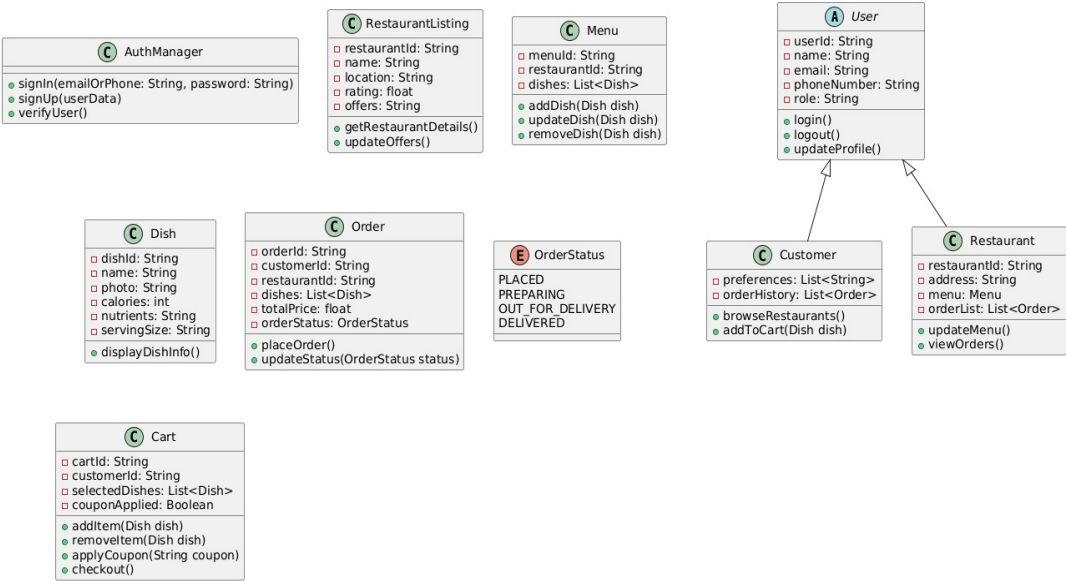 C AuthManager
signIn(emailOrPhone: String, password: String)
signUp(userData)
verifyUser()
C RestaurantListing
restaurantId: String
name: String
location: String
rating: float
offers: String
getRestaurantDetails()
updateOffers()
C Menu
menuId: String
restaurantId: String
dishes: List<Dish>
addDish(Dish dish)
updateDish(Dish dish)
removeDish(Dish dish)
A User
userId: String
name: String
email: String
phoneNumber: String
role: String
login()
logout()
updateProfile()
C Dish
dishId: String
name: String
photo: String
calories: int
nutrients: String
servingSize: String
displayDishInfo()
C Order
orderId: String
customerId: String
restaurantId: String
dishes: List<Dish>
totalPrice: float
orderStatus: OrderStatus
placeOrder()
updateStatus(OrderStatus status)
E OrderStatus
PLACED
PREPARING
OUT_FOR_DELIVERY
DELIVERED
C Customer
preferences: List<String>
orderHistory: List<Order>
browseRestaurants()
addToCart(Dish dish)
C Restaurant
restaurantId: String
address: String
menu: Menu
orderList: List<Order>
updateMenu()
viewOrders()
C Cart
cartId: String
customerId: String
selectedDishes: List<Dish>
couponApplied: Boolean
addItem(Dish dish)
removeItem(Dish dish)
applyCoupon(String coupon)
checkout()